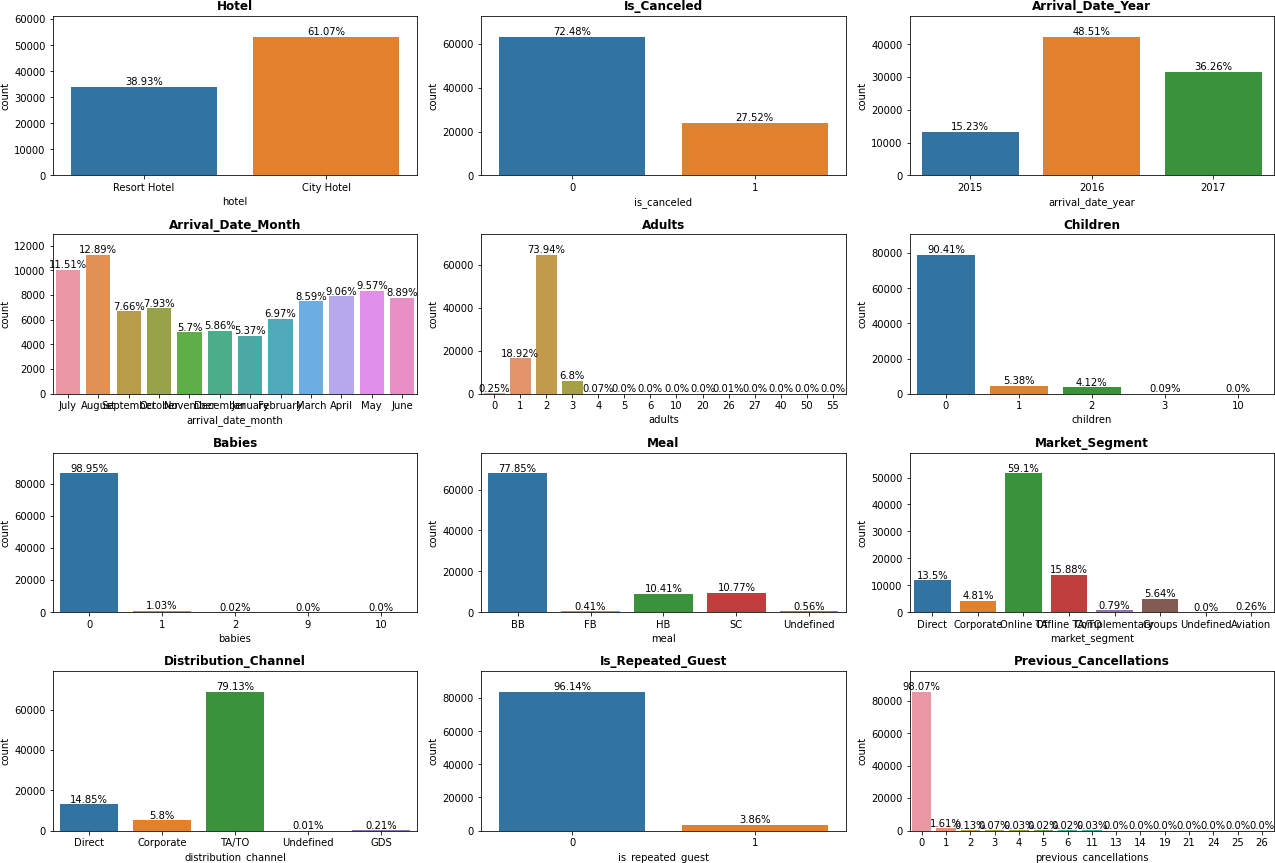 Hotel
60000
50000
40000
30000
20000
10000
0
count
38.93%
61.07%
Resort Hotel City Hotel
hotel
Is_Canceled
60000
40000
20000
0
count
72.48%
27.52%
0 1
is_canceled
Arrival_Date_Year
40000
30000
20000
10000
0
count
15.23%
48.51%
36.26%
2015 2016 2017
arrival_date_year
Arrival_Date_Month
12000
10000
8000
6000
4000
2000
0
count
11.51% 12.89% 7.66% 7.93% 5.7% 5.86% 5.37% 6.97% 8.59% 9.06% 9.57% 8.89%
July August September October November December January February March April May June
arrival_date_month
Adults
60000
40000
20000
0
count
0.25% 18.92% 73.94% 6.8% 0.07% 0.0% 0.0% 0.0% 0.0% 0.01% 0.0% 0.0% 0.0% 0.0%
0 1 2 3 4 5 6 10 20 26 27 40 50 55
adults
Children
80000
60000
40000
20000
0
count
90.41% 5.38% 4.12% 0.09% 0.0%
0 1 2 3 10
children
Babies
80000
60000
40000
20000
0
count
98.95% 1.03% 0.02% 0.0% 0.0%
0 1 2 9 10
babies
Meal
60000
40000
20000
0
count
77.85% 0.41% 10.41% 10.77% 0.56%
BB FB HB SC Undefined
meal
Market_Segment
50000
40000
30000
20000
10000
0
count
13.5% 4.81% 59.1% 15.88% 0.79% 5.64% 0.0% 0.26%
Direct Corporate Online TA Offline TA/TO Complementary Groups Undefined Aviation
market_segment
Distribution_Channel
60000
40000
20000
0
count
14.85% 5.8% 79.13% 0.01% 0.21%
Direct Corporate TA/TO Undefined GDS
distribution_channel
Is_Repeated_Guest
80000
60000
40000
20000
0
count
96.14% 3.86%
0 1
is_repeated_guest
Previous_Cancellations
80000
60000
40000
20000
0
count
98.07% 1.61% 0.13% 0.07% 0.03% 0.02% 0.02% 0.03% 0.0% 0.0% 0.0% 0.0% 0.0% 0.0% 0.0%
0 1 2 3 4 5 6 11 13 14 19 21 24 25 26
previous_cancellations